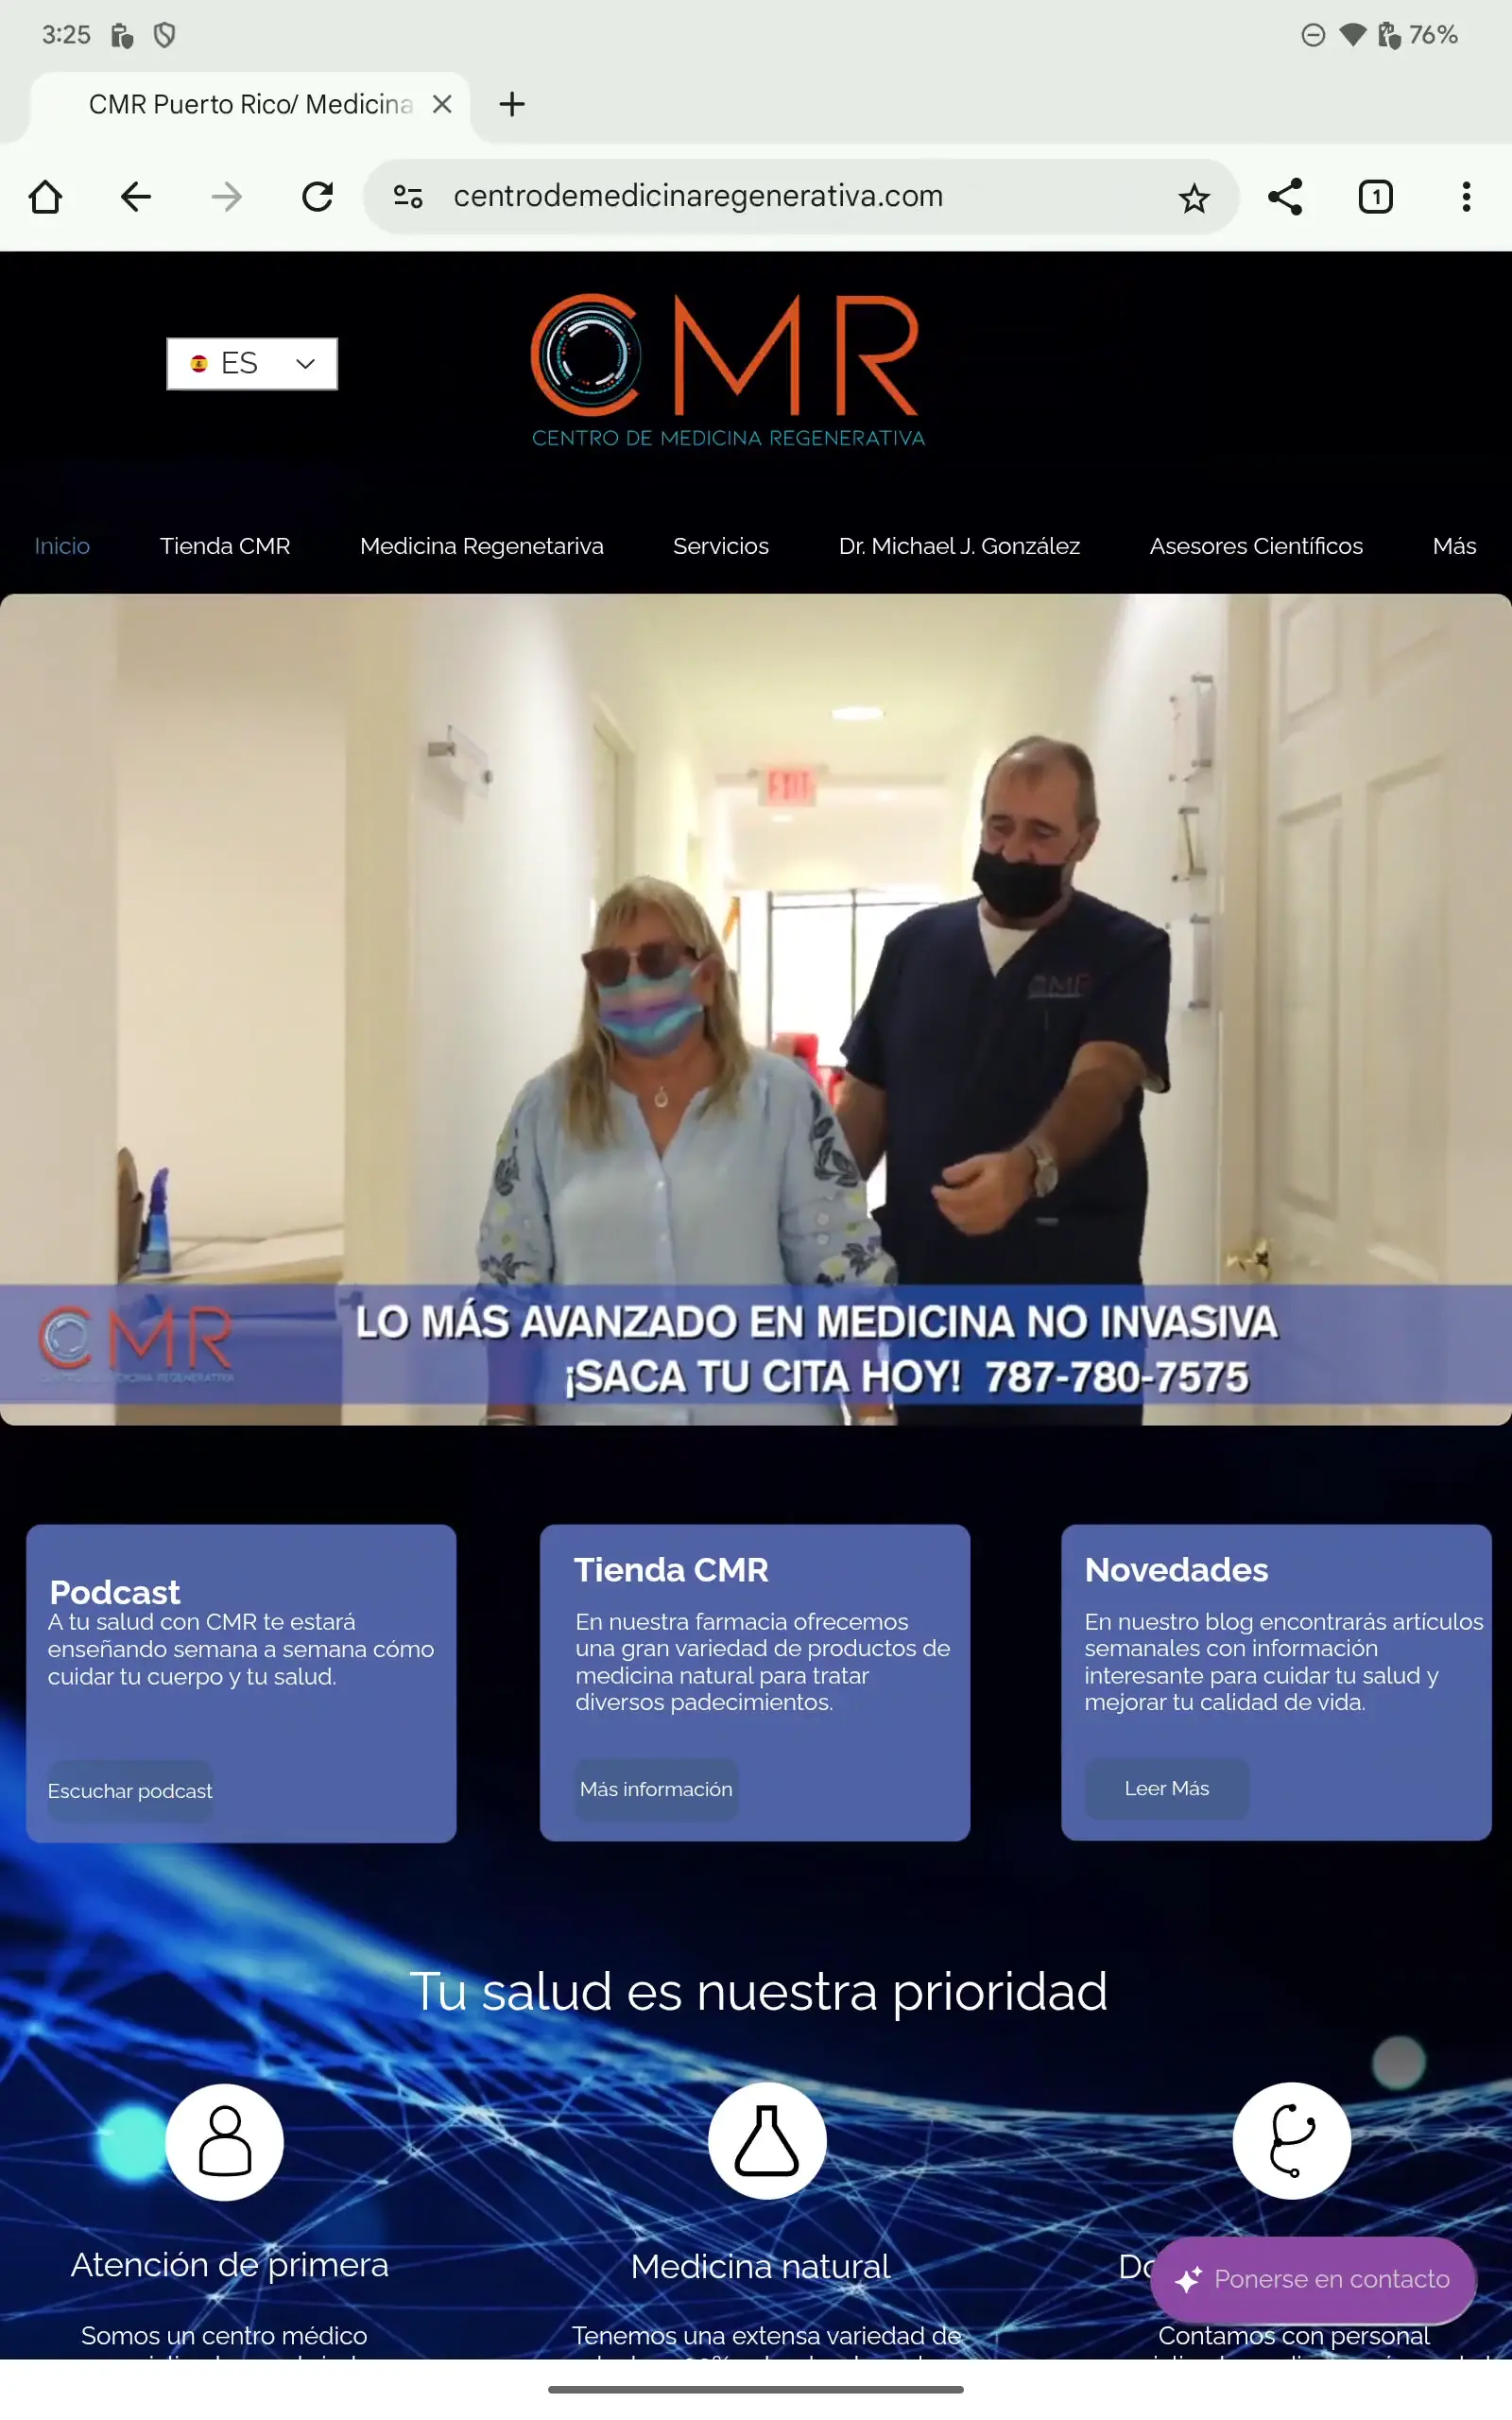 3:25
76%
CMR Puerto Rico/ Medicina
centrodemedicinaregenerativa.com
1
ES
CMR
CENTRO DE MEDICINA REGENERATIVA
Inicio Tienda CMR Medicina Regenetariva Servicios Dr. Michael J. González Asesores Científicos Más
EXIT
CMR
CMR
CENTRO DE MEDICINA REGENERATIVA
LO MÁS AVANZADO EN MEDICINA NO INVASIVA
¡SACA TU CITA HOY! 787-780-7575
Podcast
A tu salud con CMR te estará
enseñando semana a semana cómo
cuidar tu cuerpo y tu salud.
Escuchar podcast
Tienda CMR
En nuestra farmacia ofrecemos
una gran variedad de productos de
medicina natural para tratar
diversos padecimientos.
Más información
Novedades
En nuestro blog encontrarás artículos
semanales con información
interesante para cuidar tu salud y
mejorar tu calidad de vida.
Leer Más
Tu salud es nuestra prioridad
Atención de primera
Somos un centro médico
Medicina natural
Tenemos una extensa variedad de
Ponerse en contacto
Contamos con personal